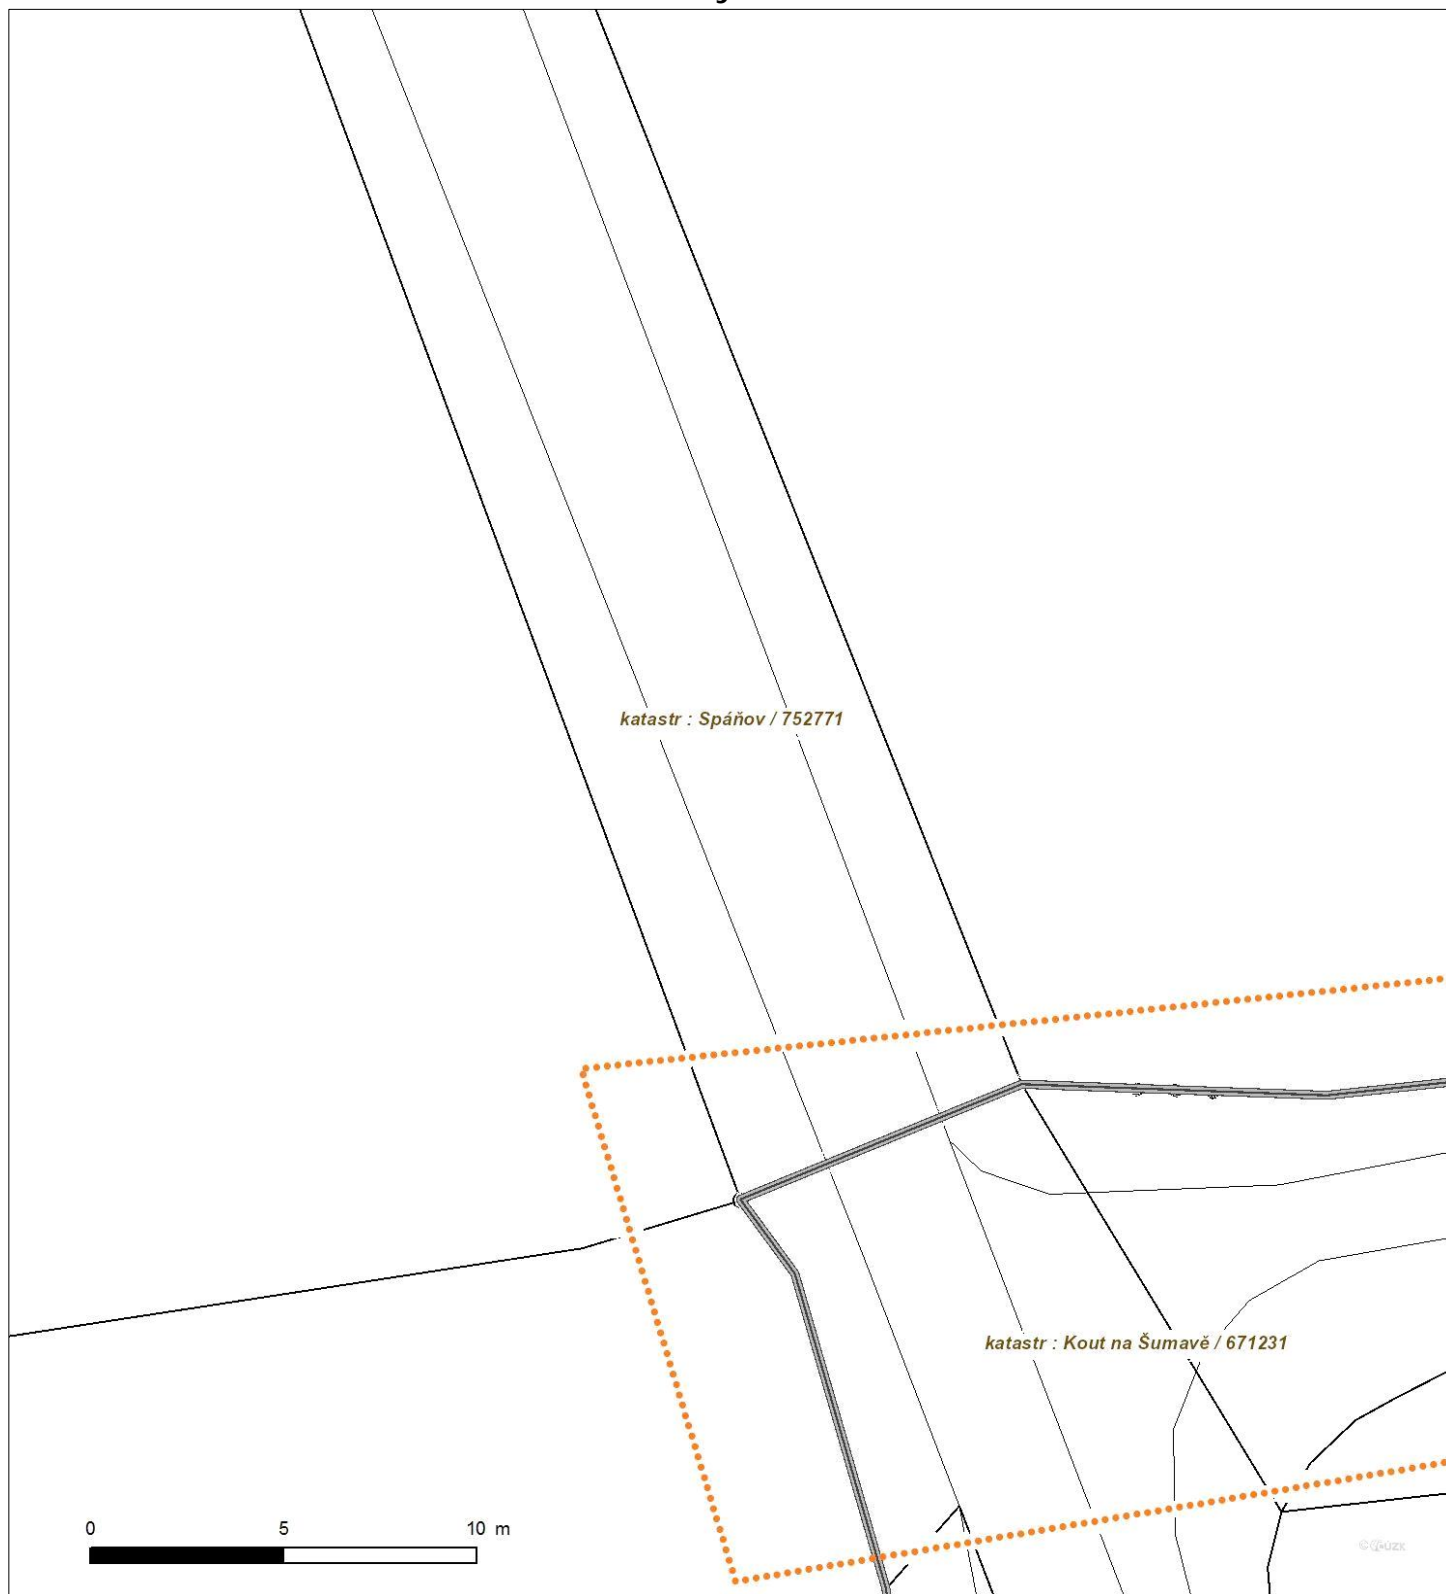 katastr : Spáňov / 752771
katastr : Kout na Šumavě / 671231
0 5 10 m